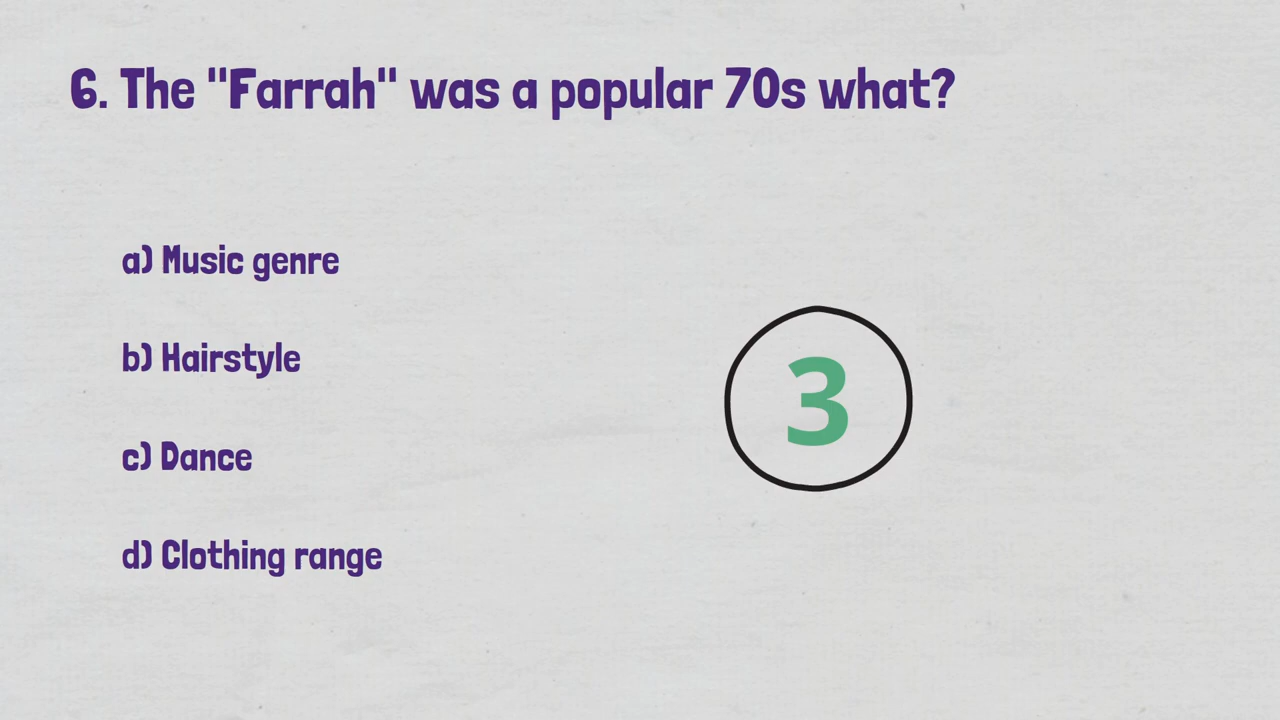 6. The "Farrah" was a popular 70s what?
a) Music genre
b) Hairstyle
3
c) Dance
d) Clothing range